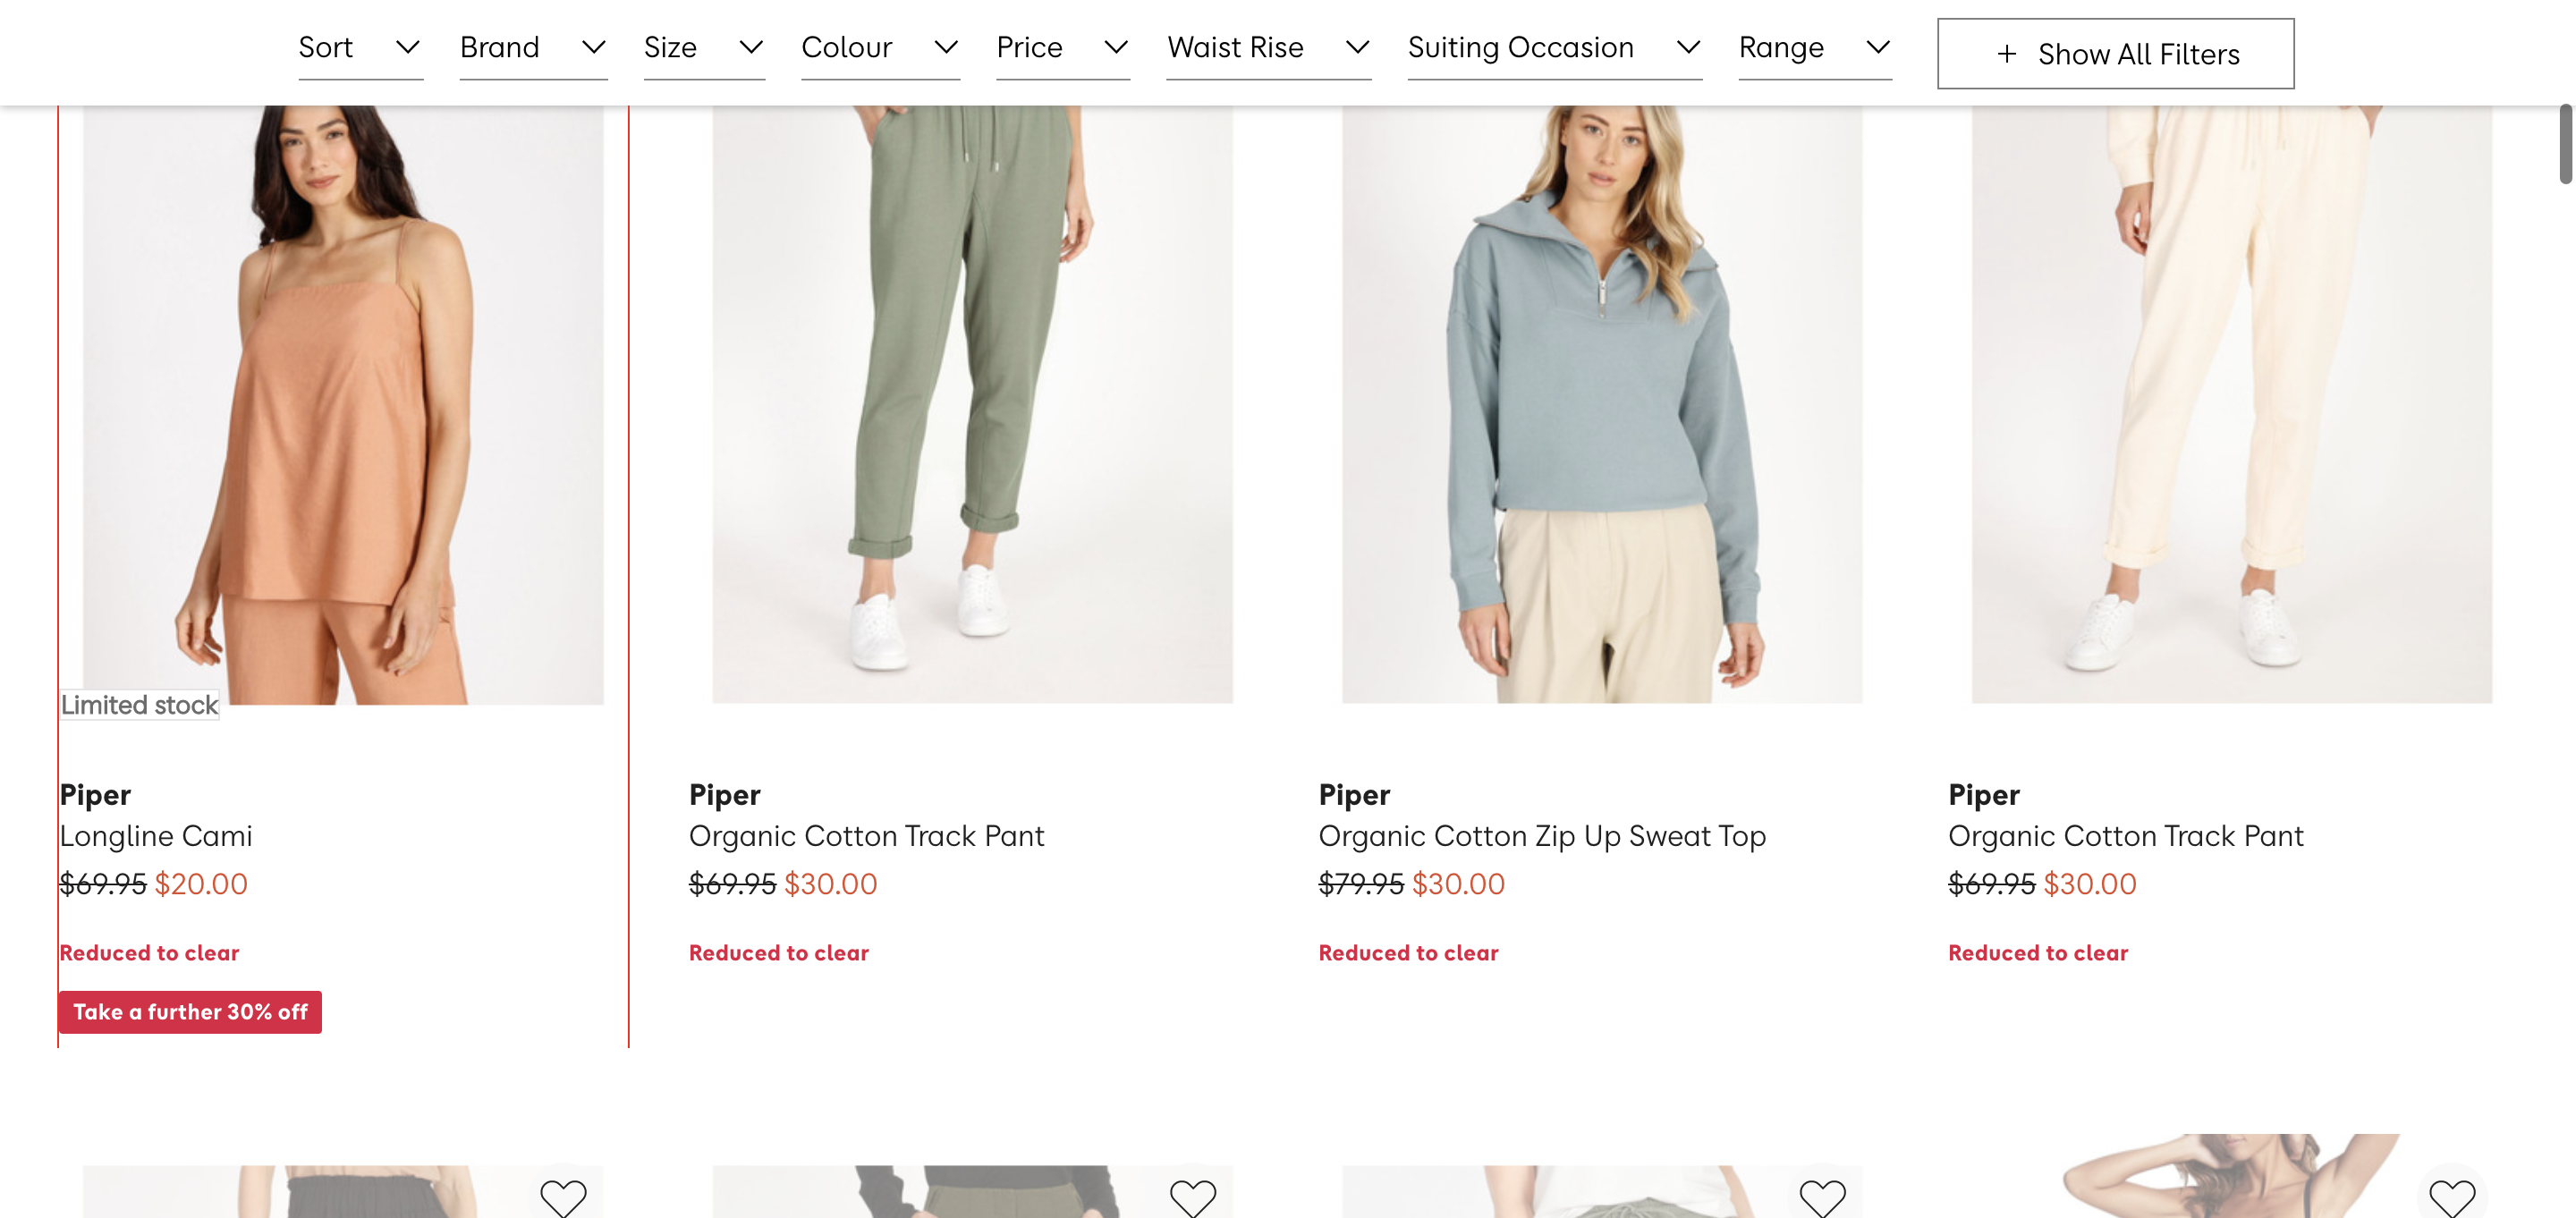 Sort Brand Size Colour Price Waist Rise Suiting Occasion Range + Show All Filters
Limited stock
Piper
Longline Cami
$69.95 $20.00
Reduced to clear
Take a further 30% off
Piper
Organic Cotton Track Pant
$69.95 $30.00
Reduced to clear
Piper
Organic Cotton Zip Up Sweat Top
$79.95 $30.00
Reduced to clear
Piper
Organic Cotton Track Pant
$69.95 $30.00
Reduced to clear